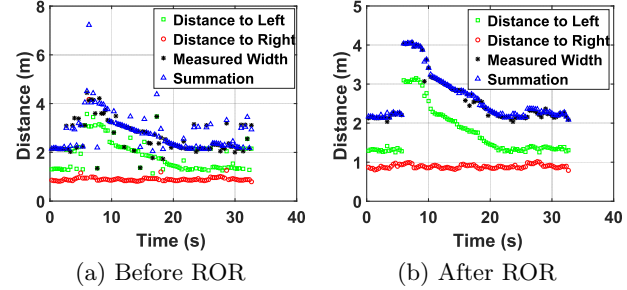 8
6
4
2
0
Distance (m)
0
10
20
30
40
Time (s)
Distance to Left
Distance to Right
Measured Width
Summation
(a) Before ROR
5
4
3
2
1
0
Distance (m)
0
10
20
30
40
Time (s)
Distance to Left
Distance to Right
Measured Width
Summation
(b) After ROR